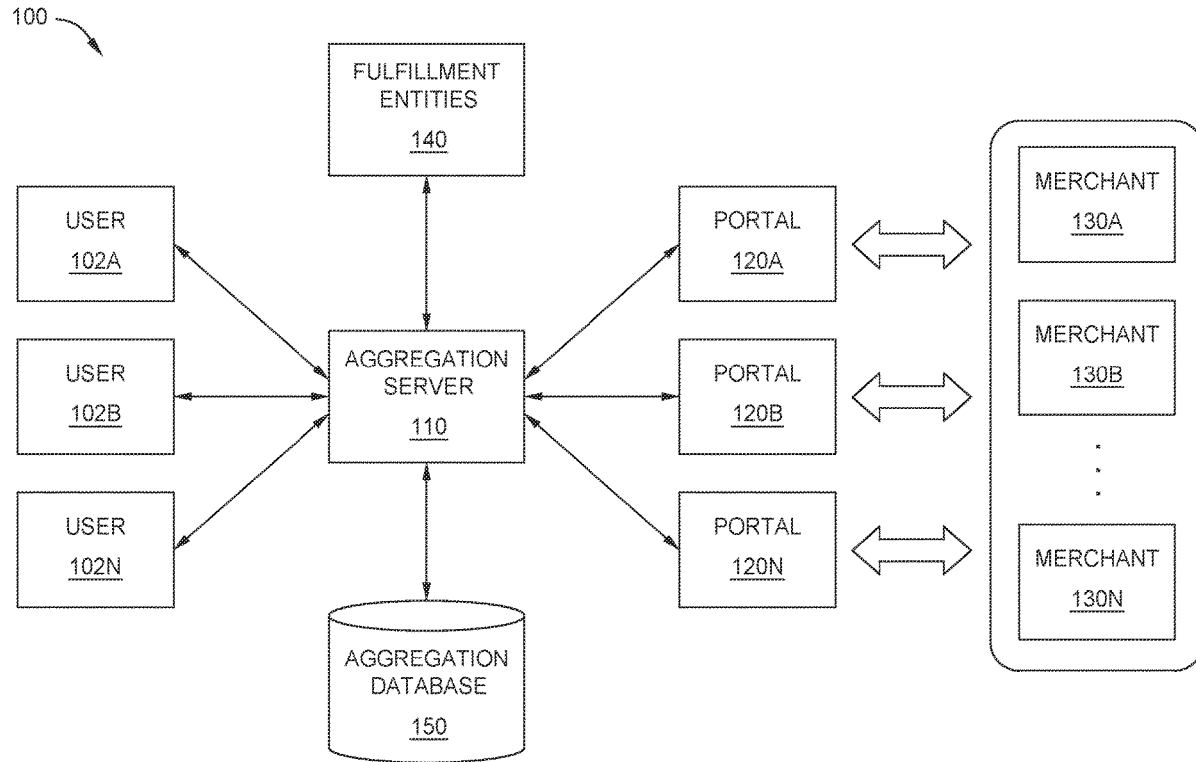 100
FULFILLMENT
ENTITIES
140
USER
102A
USER
102B
USER
102N
AGGREGATION
SERVER
110
AGGREGATION
DATABASE
150
PORTAL
120A
PORTAL
120B
PORTAL
120N
MERCHANT
130A
MERCHANT
130B
MERCHANT
130N